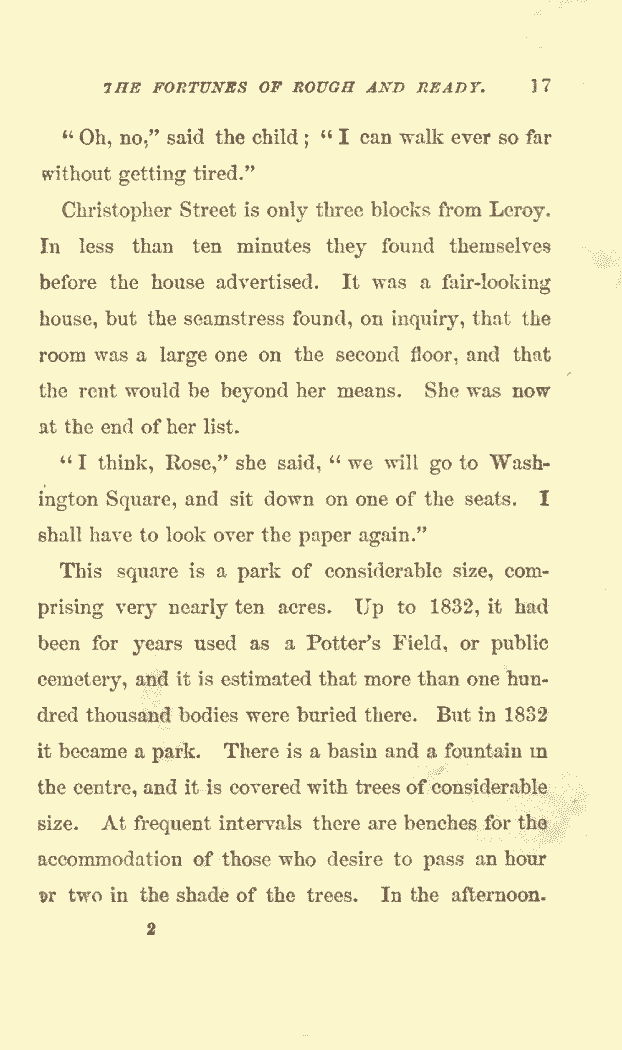 THE FORTUNES OF ROUGH AND READY. 17
“Oh, no,” said the child; “I can walk ever so far
without getting tired.”
Christopher Street is only three blocks from Leroy.
In less than ten minutes they found themselves
before the house advertised. It was a fair-looking
house, but the seamstress found, on inquiry, that the
room was a large one on the second floor, and that
the rent would be beyond her means. She was now
at the end of her list.
“I think, Rose,” she said, “we will go to Wash-
ington Square, and sit down on one of the seats. I
shall have to look over the paper again.”
This square is a park of considerable size, com-
prising very nearly ten acres. Up to 1832, it had
been for years used as a Potter’s Field, or public
cemetery, and it is estimated that more than one hun-
dred thousand bodies were buried there. But in 1832
it became a park. There is a basin and a fountain in
the centre, and it is covered with trees of considerable
size. At frequent intervals there are benches for the
accommodation of those who desire to pass an hour
or two in the shade of the trees. In the afternoon.
2